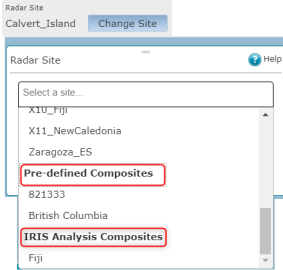 Radar Site
Calvert_Island Change Site
Radar Site Help
Select a site...
X10_Fiji
X11_NewCaledonia
Zaragoza_ES
Pre-defined Composites
821333
British Columbia
IRIS Analysis Composites
Fiji